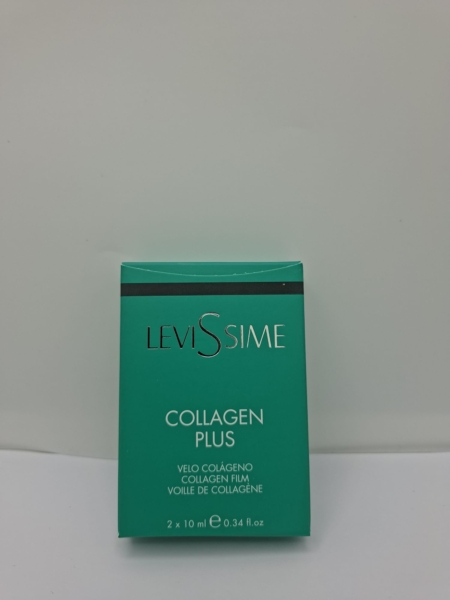 LEVISSIME
COLLAGEN
PLUS
VELO COLÁGENO
COLLAGEN FILM
VOILLE DE COLLAGÈNE
2 x 10 ml ℮ 0.34 fl.oz